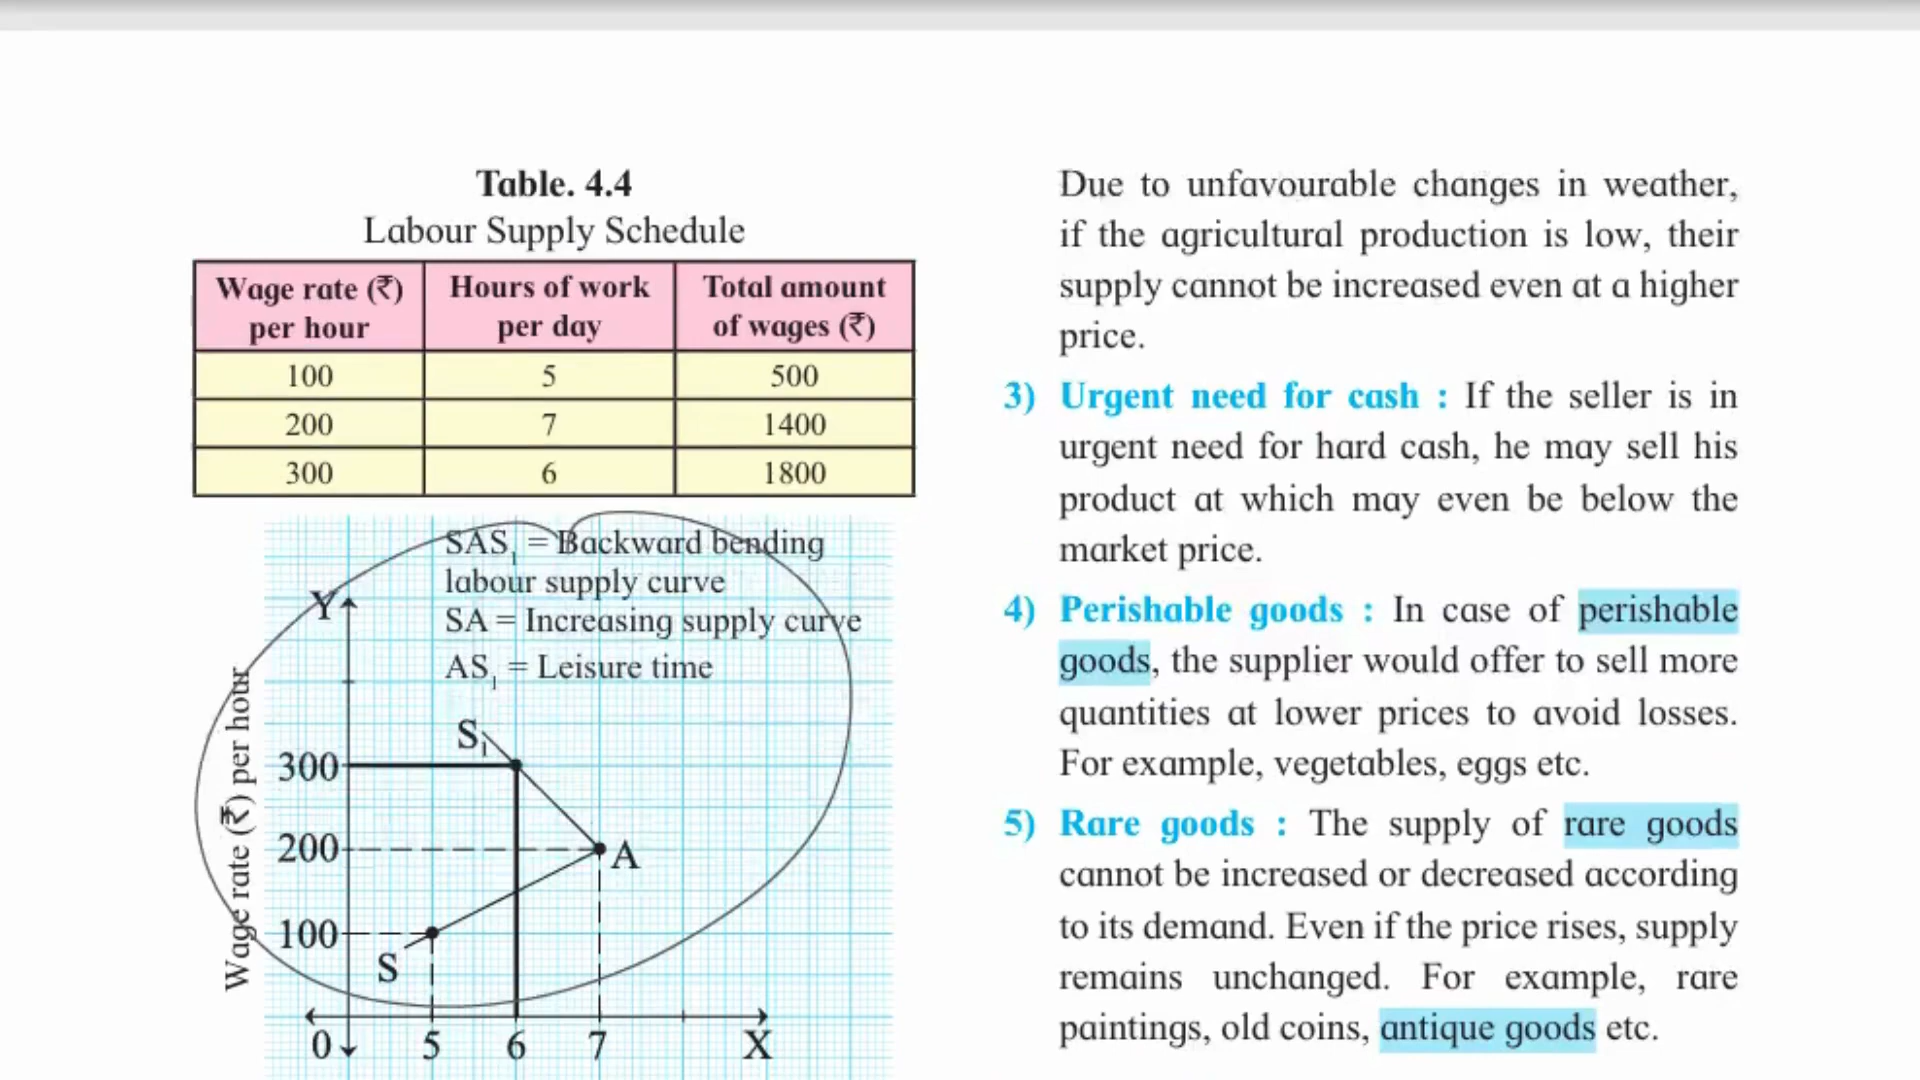 Table. 4.4
Labour Supply Schedule
Wage rate (₹) per hour
Hours of work per day
Total amount of wages (₹)
100 5 500
200 7 1400
300 6 1800
SAS₁ = Backward bending
labour supply curve
SA = Increasing supply curve
AS₁ = Leisure time
Y
Wage rate (₹) per hour
S₁
300
200
A
100
S
0 5 6 7 X
Due to unfavourable changes in weather,
if the agricultural production is low, their
supply cannot be increased even at a higher
price.
3) Urgent need for cash : If the seller is in
urgent need for hard cash, he may sell his
product at which may even be below the
market price.
4) Perishable goods : In case of perishable
goods, the supplier would offer to sell more
quantities at lower prices to avoid losses.
For example, vegetables, eggs etc.
5) Rare goods : The supply of rare goods
cannot be increased or decreased according
to its demand. Even if the price rises, supply
remains unchanged. For example, rare
paintings, old coins, antique goods etc.